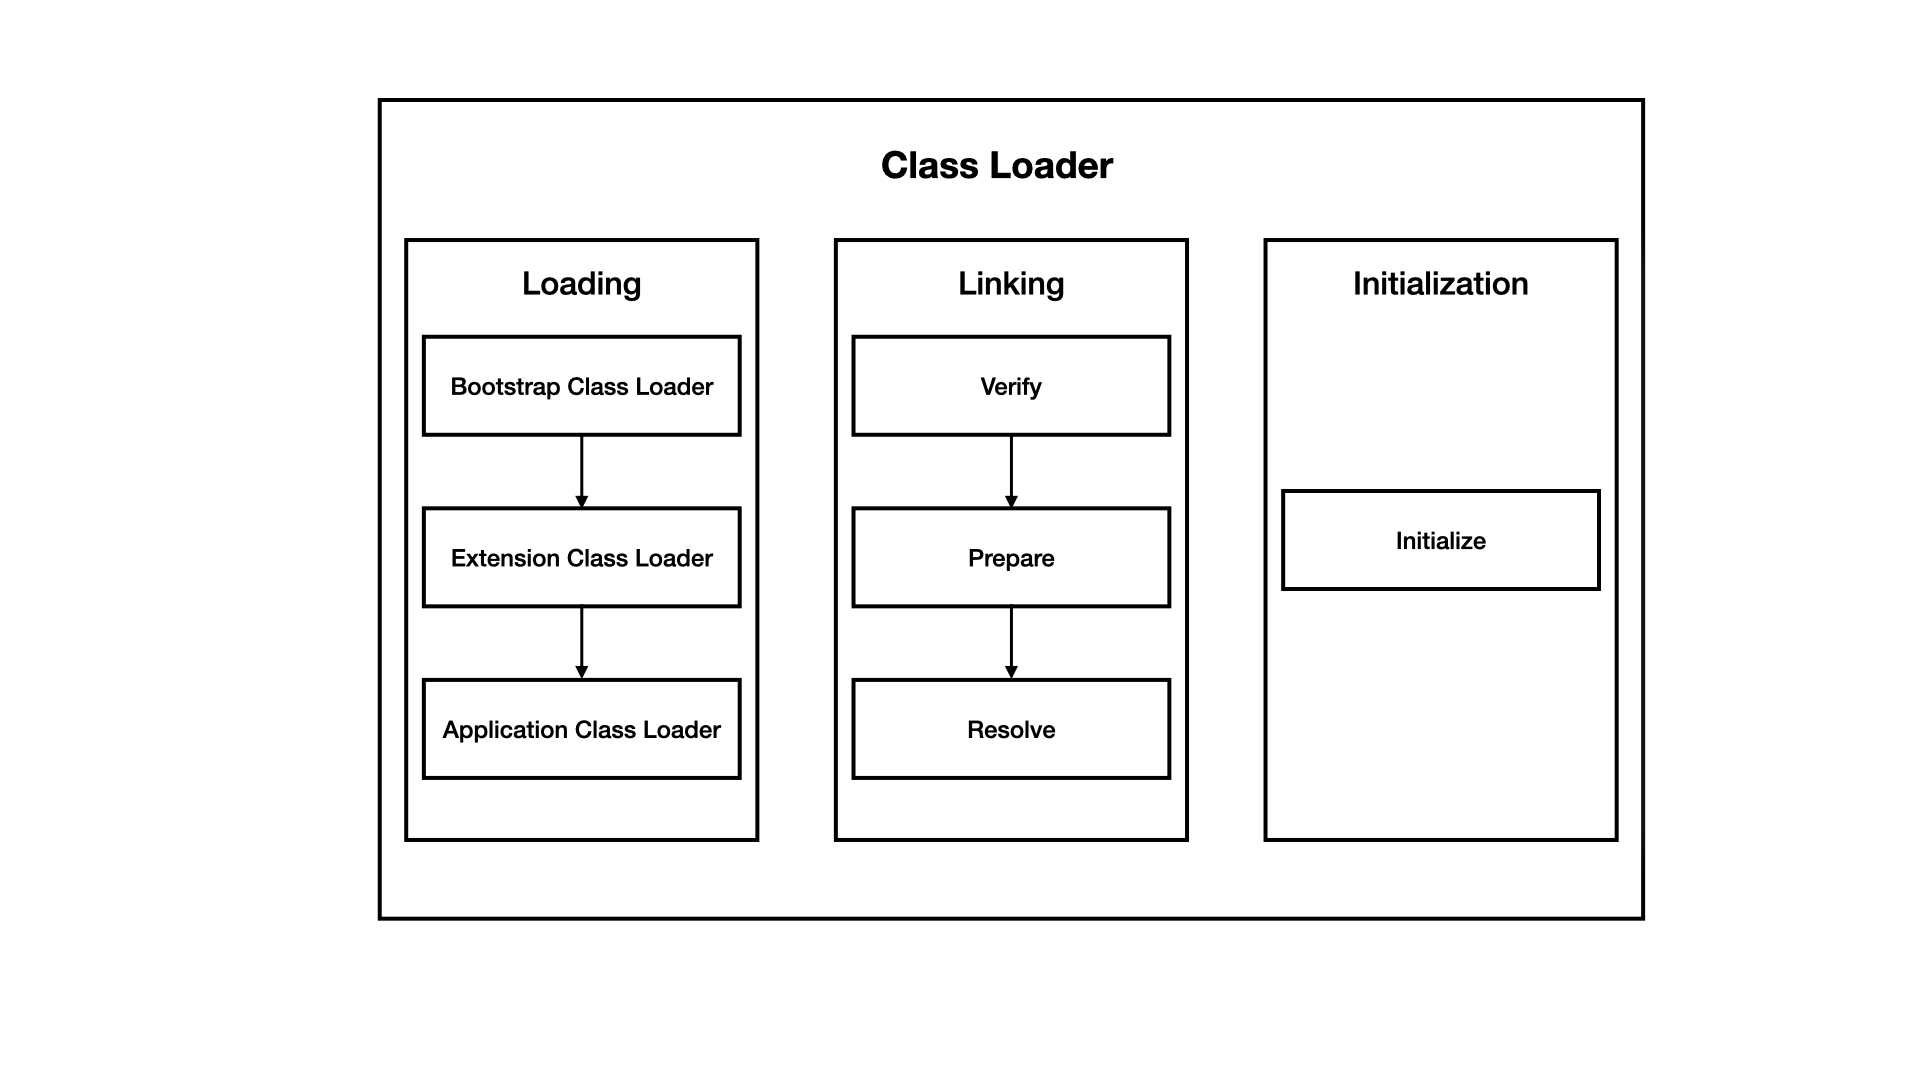 Class Loader
Loading
Bootstrap Class Loader
Extension Class Loader
Application Class Loader
Linking
Verify
Prepare
Resolve
Initialization
Initialize